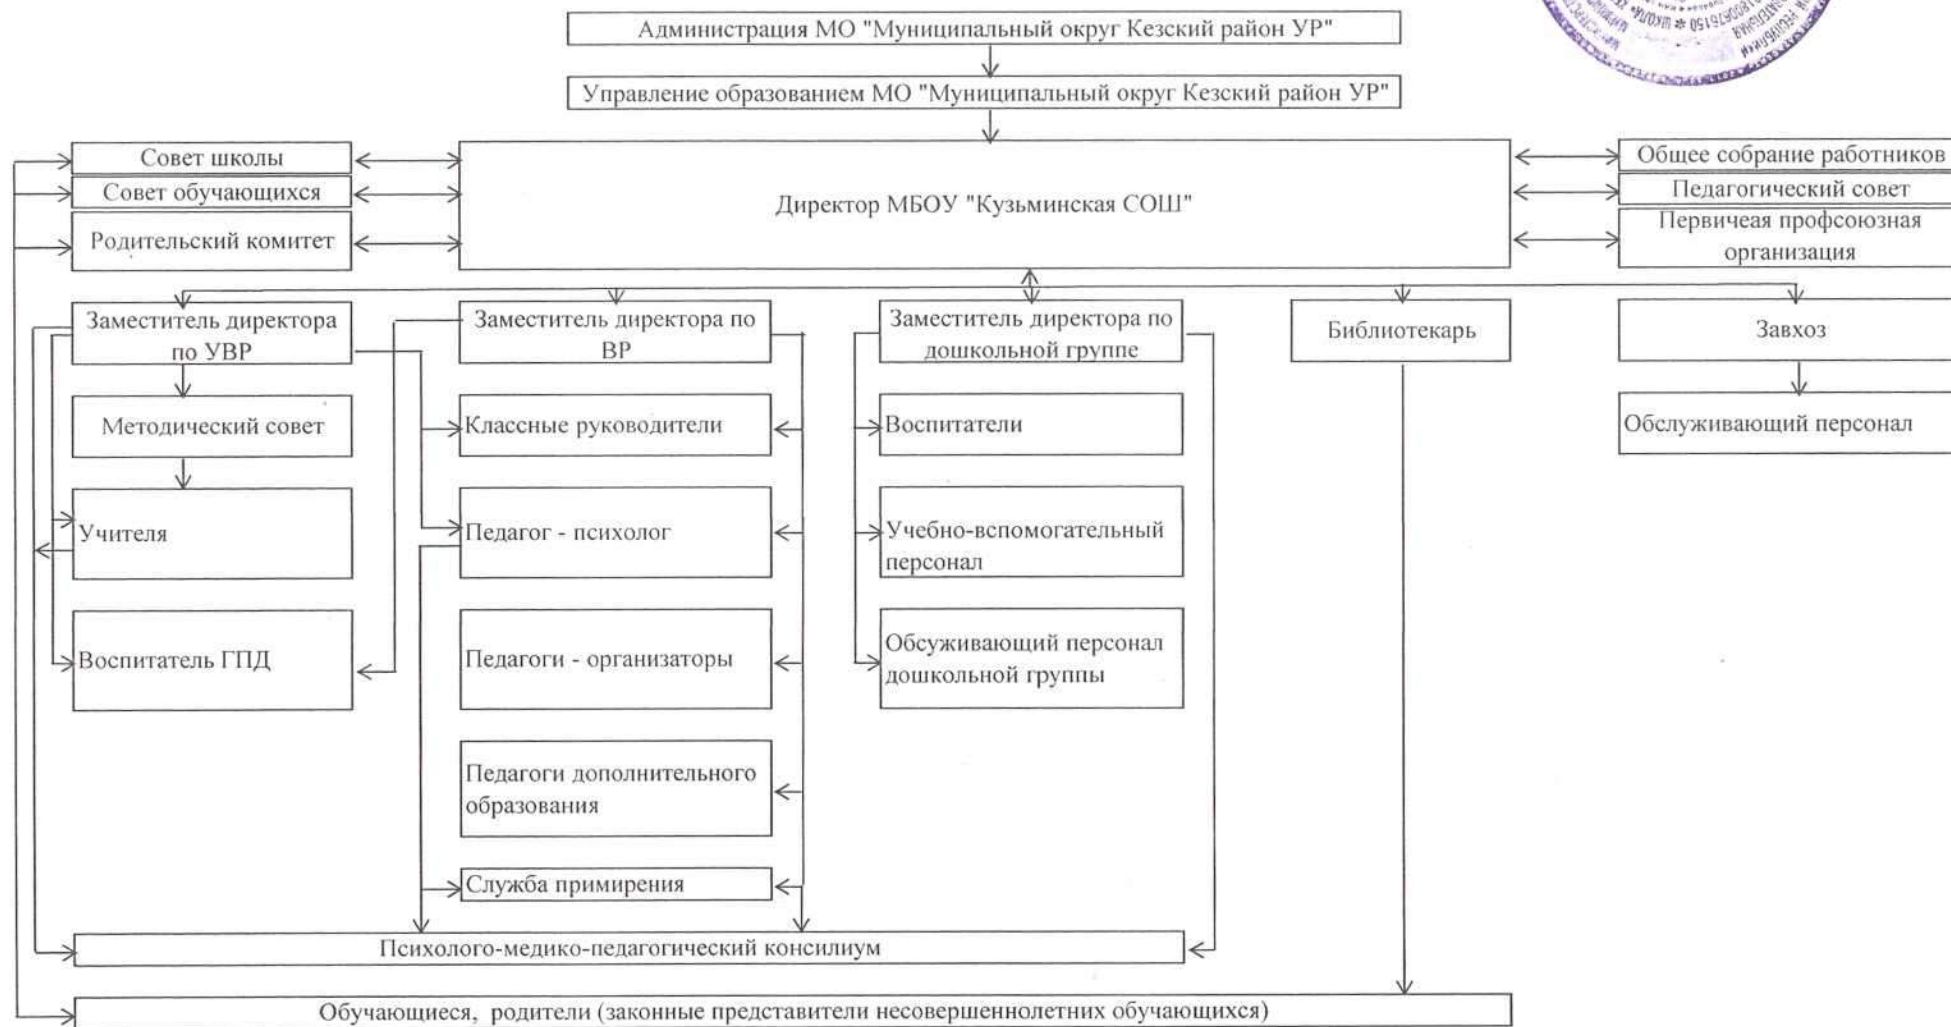 Администрация МО "Муниципальный округ Кезский район УР"
Управление образованием МО "Муниципальный округ Кезский район УР"
Совет школы
Совет обучающихся
Родительский комитет
Директор МБОУ "Кузьминская СОШ"
Общее собрание работников
Педагогический совет
Первичеая профсоюзная
организация
Заместитель директора
по УВР
Заместитель директора по
ВР
Заместитель директора по
дошкольной группе
Библиотекарь
Завхоз
Методический совет
Классные руководители
Воспитатели
Обслуживающий персонал
Учителя
Педагог - психолог
Учебно-вспомогательный
персонал
Воспитатель ГПД
Педагоги - организаторы
Обсуживающий персонал
дошкольной группы
Педагоги дополнительного
образования
Служба примирения
Психолого-медико-педагогический консилиум
Обучающиеся, родители (законные представители несовершеннолетних обучающихся)